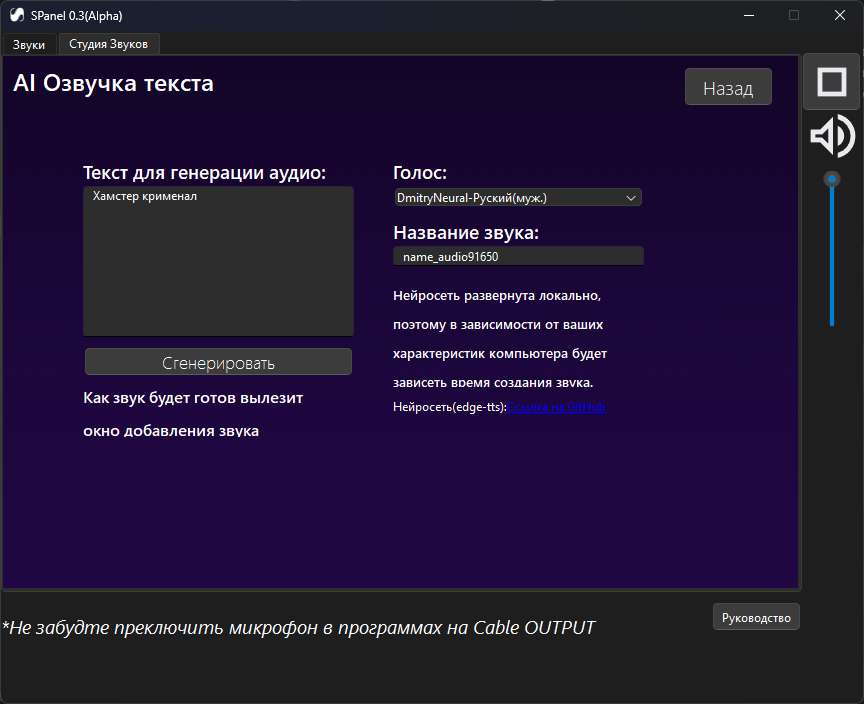 SPanel 0.3(Alpha)
Звуки
Студия Звуков
AI Озвучка текста
Назад
Текст для генерации аудио:
Хамстер крименал
Сгенерировать
Как звук будет готов вылезит
окно добавления звука
Голос:
DmitryNeural-Руский(муж.)
Название звука:
name_audio91650
Нейросеть развернута локально,
поэтому в зависимости от ваших
характеристик компьютера будет
зависеть время создания звука.
Нейросеть(edge-tts):Ссылка на GitHub
*Не забудте преключить микрофон в программах на Cable OUTPUT
Руководство